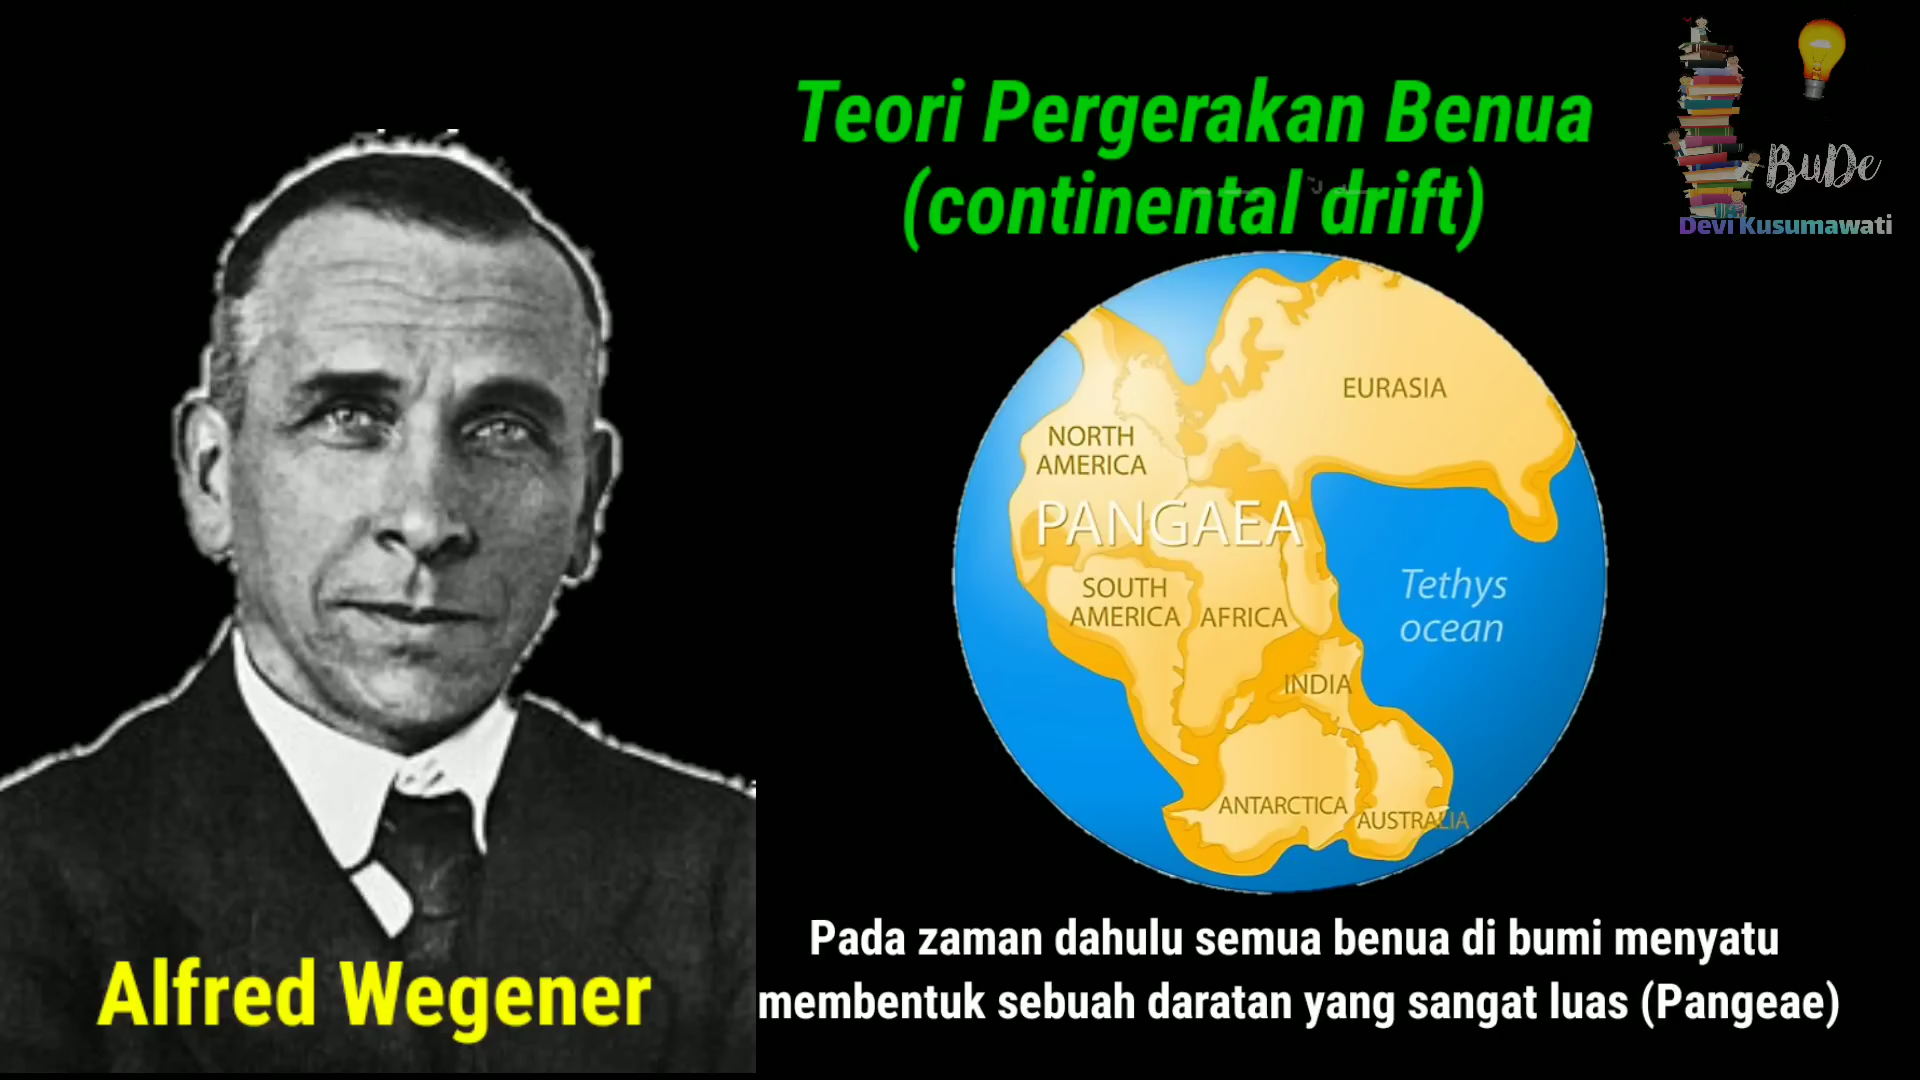 Teori Pergerakan Benua
(continental drift)
BuDe
Devi Kusumawati
EURASIA
NORTH
AMERICA
PANGAEA
SOUTH
AMERICA
AFRICA
Tethys
ocean
INDIA
ANTARCTICA
AUSTRALIA
Alfred Wegener
Pada zaman dahulu semua benua di bumi menyatu
membentuk sebuah daratan yang sangat luas (Pangeae)